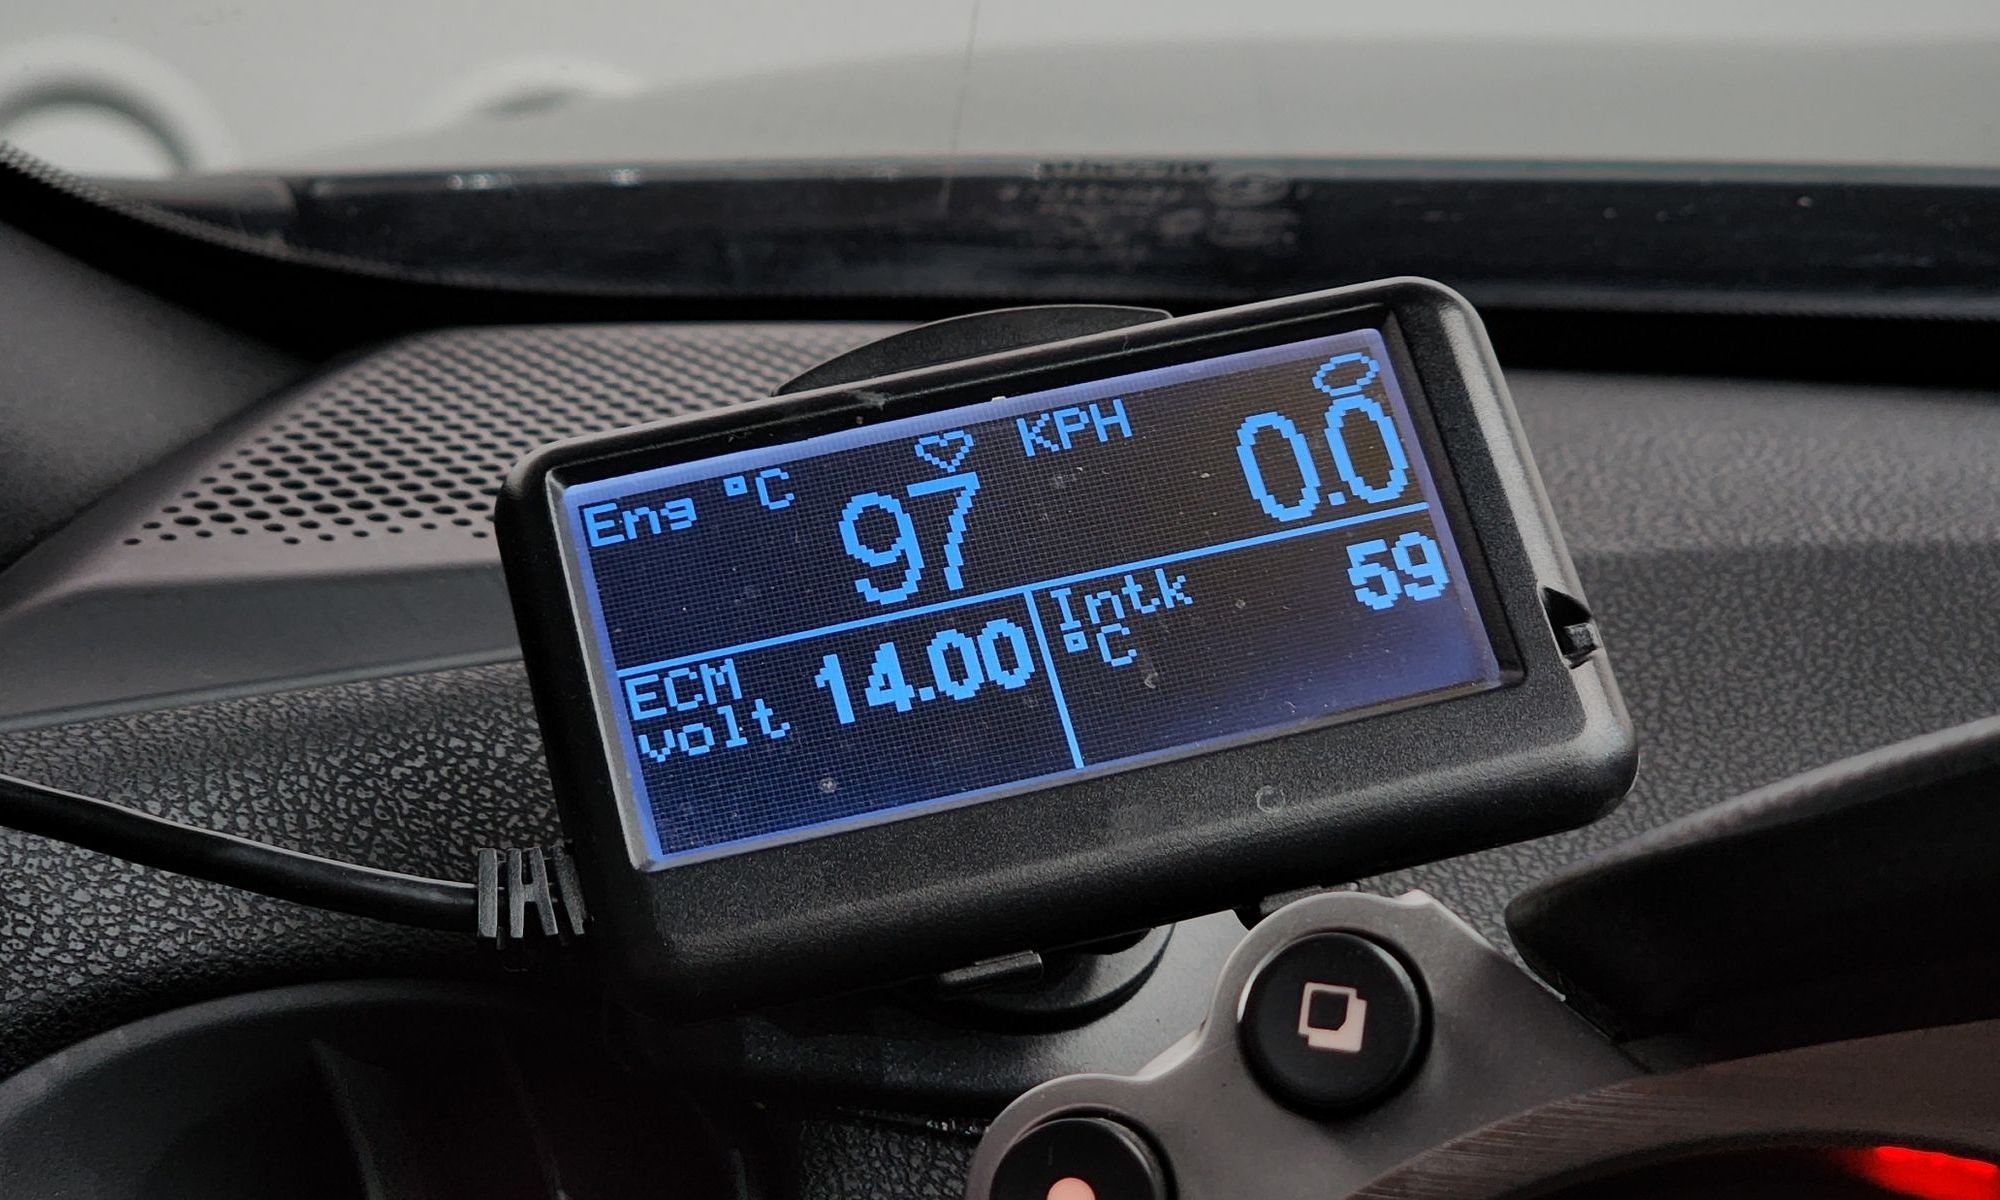 Eng °C 97 KPH 0.0
ECM volt 14.00
Intk °C 59